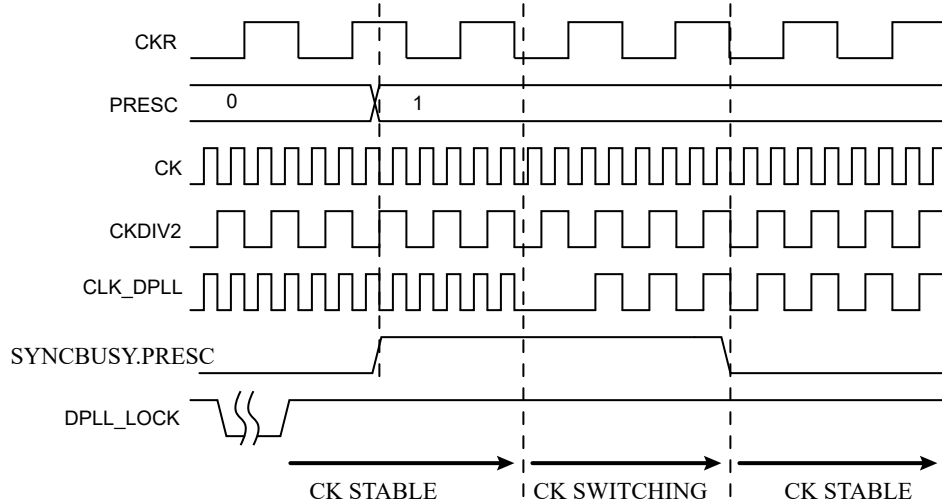 CKR
PRESC
0
1
CK
CKDIV2
CLK_DPLL
SYNCBUSY.PRESC
DPLL_LOCK
CK STABLE
CK SWITCHING
CK STABLE